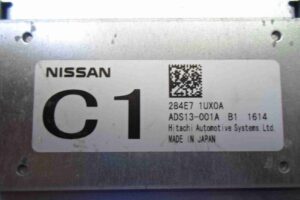 NISSAN
C1
284E7 1UX0A
ADS13-001A B1 1614
Hitachi Automotive Systems Ltd.
MADE IN JAPAN